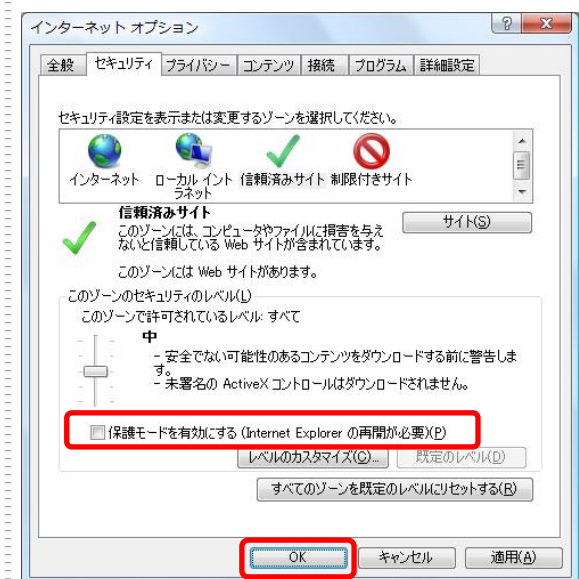 インターネット オプション
全般 セキュリティ プライバシー コンテンツ 接続 プログラム 詳細設定
セキュリティ設定を表示または変更するゾーンを選択してください。
インターネット ローカル イントラネット 信頼済みサイト 制限付きサイト
信頼済みサイト
サイト(S)
このゾーンには、コンピュータやファイルに損害を与え
ないと信頼している Web サイトが含まれています。
このゾーンには Web サイトがあります。
このゾーンのセキュリティのレベル(L)
このゾーンで許可されているレベル: すべて
中
- 安全でない可能性のあるコンテンツをダウンロードする前に警告しま
す。
- 未署名の ActiveX コントロールはダウンロードされません。
保護モードを有効にする (Internet Explorer の再開が必要)(P)
レベルのカスタマイズ(C)... 既定のレベル(D)
すべてのゾーンを既定のレベルにリセットする(R)
OK キャンセル 適用(A)